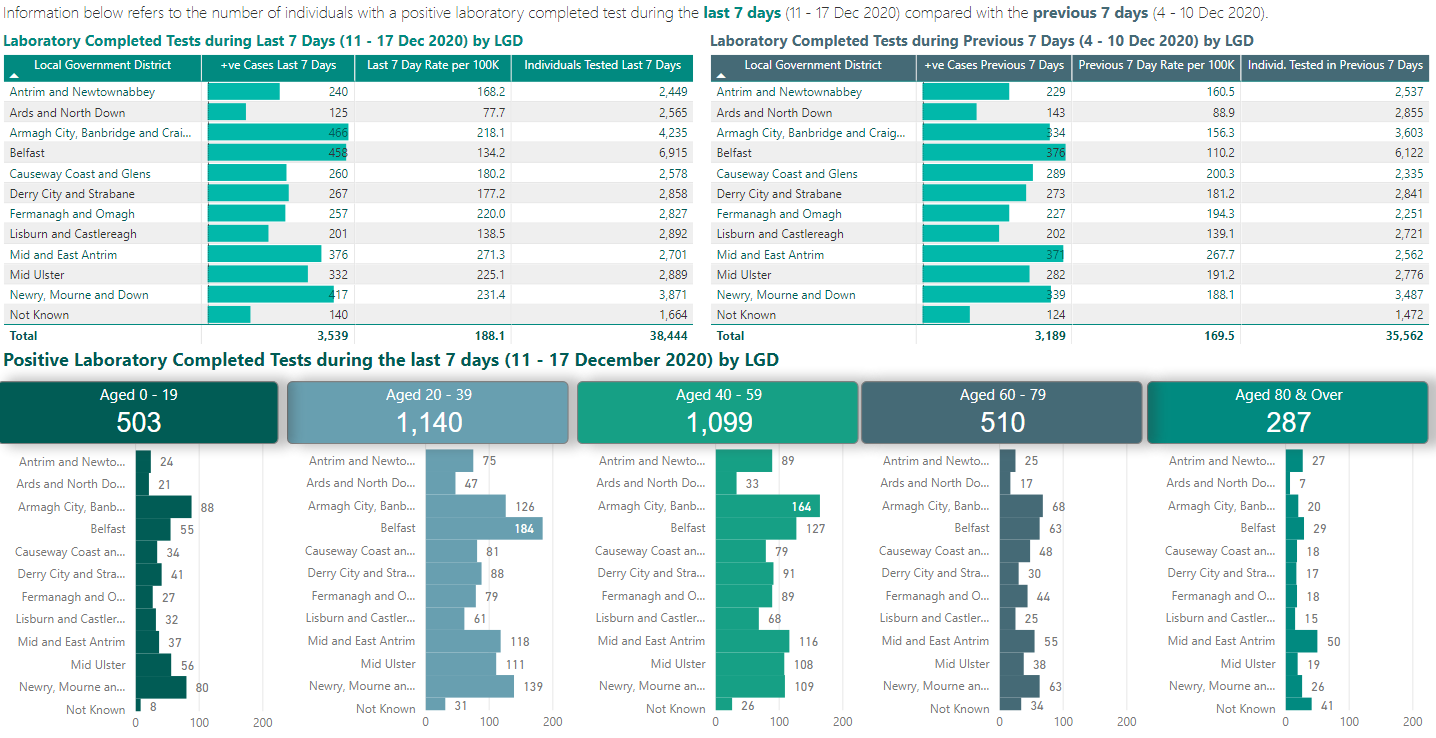 Information below refers to the number of individuals with a positive laboratory completed test during the last 7 days (11 - 17 Dec 2020) compared with the previous 7 days (4 - 10 Dec 2020).
Laboratory Completed Tests during Last 7 Days (11 - 17 Dec 2020) by LGD
Local Government District +ve Cases Last 7 Days Last 7 Day Rate per 100K Individuals Tested Last 7 Days
Antrim and Newtownabbey 240 168.2 2,449
Ards and North Down 125 77.7 2,565
Armagh City, Banbridge and Crai... 466 218.1 4,235
Belfast 458 134.2 6,915
Causeway Coast and Glens 260 180.2 2,578
Derry City and Strabane 267 177.2 2,858
Fermanagh and Omagh 257 220.0 2,827
Lisburn and Castlereagh 201 138.5 2,892
Mid and East Antrim 376 271.3 2,701
Mid Ulster 332 225.1 2,889
Newry, Mourne and Down 417 231.4 3,871
Not Known 140 1,664
Total 3,539 188.1 38,444
Laboratory Completed Tests during Previous 7 Days (4 - 10 Dec 2020) by LGD
Local Government District +ve Cases Previous 7 Days Previous 7 Day Rate per 100K Individ. Tested in Previous 7 Days
Antrim and Newtownabbey 229 160.5 2,537
Ards and North Down 143 88.9 2,855
Armagh City, Banbridge and Craig... 334 156.3 3,603
Belfast 376 110.2 6,122
Causeway Coast and Glens 289 200.3 2,335
Derry City and Strabane 273 181.2 2,841
Fermanagh and Omagh 227 194.3 2,251
Lisburn and Castlereagh 202 139.1 2,721
Mid and East Antrim 371 267.7 2,562
Mid Ulster 282 191.2 2,776
Newry, Mourne and Down 339 188.1 3,487
Not Known 124 1,472
Total 3,189 169.5 35,562
Positive Laboratory Completed Tests during the last 7 days (11 - 17 December 2020) by LGD
Aged 0 - 19
503
Antrim and Newto... 24
Ards and North Do... 21
Armagh City, Banb... 88
Belfast 55
Causeway Coast an... 34
Derry City and Stra... 41
Fermanagh and O... 27
Lisburn and Castler... 32
Mid and East Antrim 37
Mid Ulster 56
Newry, Mourne an... 80
Not Known 8
0 100 200
Aged 20 - 39
1,140
Antrim and Newto... 75
Ards and North Do... 47
Armagh City, Banb... 126
Belfast 184
Causeway Coast an... 81
Derry City and Stra... 88
Fermanagh and O... 79
Lisburn and Castler... 61
Mid and East Antrim 118
Mid Ulster 111
Newry, Mourne an... 139
Not Known 31
0 100 200
Aged 40 - 59
1,099
Antrim and Newto... 89
Ards and North Do... 33
Armagh City, Banb... 164
Belfast 127
Causeway Coast an... 79
Derry City and Stra... 91
Fermanagh and O... 89
Lisburn and Castler... 68
Mid and East Antrim 116
Mid Ulster 108
Newry, Mourne an... 109
Not Known 26
0 100 200
Aged 60 - 79
510
Antrim and Newto... 25
Ards and North Do... 17
Armagh City, Banb... 68
Belfast 63
Causeway Coast an... 48
Derry City and Stra... 30
Fermanagh and O... 44
Lisburn and Castler... 25
Mid and East Antrim 55
Mid Ulster 38
Newry, Mourne an... 63
Not Known 34
0 100 200
Aged 80 & Over
287
Antrim and Newto... 27
Ards and North Do... 7
Armagh City, Banb... 20
Belfast 29
Causeway Coast an... 18
Derry City and Stra... 17
Fermanagh and O... 18
Lisburn and Castler... 15
Mid and East Antrim 50
Mid Ulster 19
Newry, Mourne an... 26
Not Known 41
0 100 200